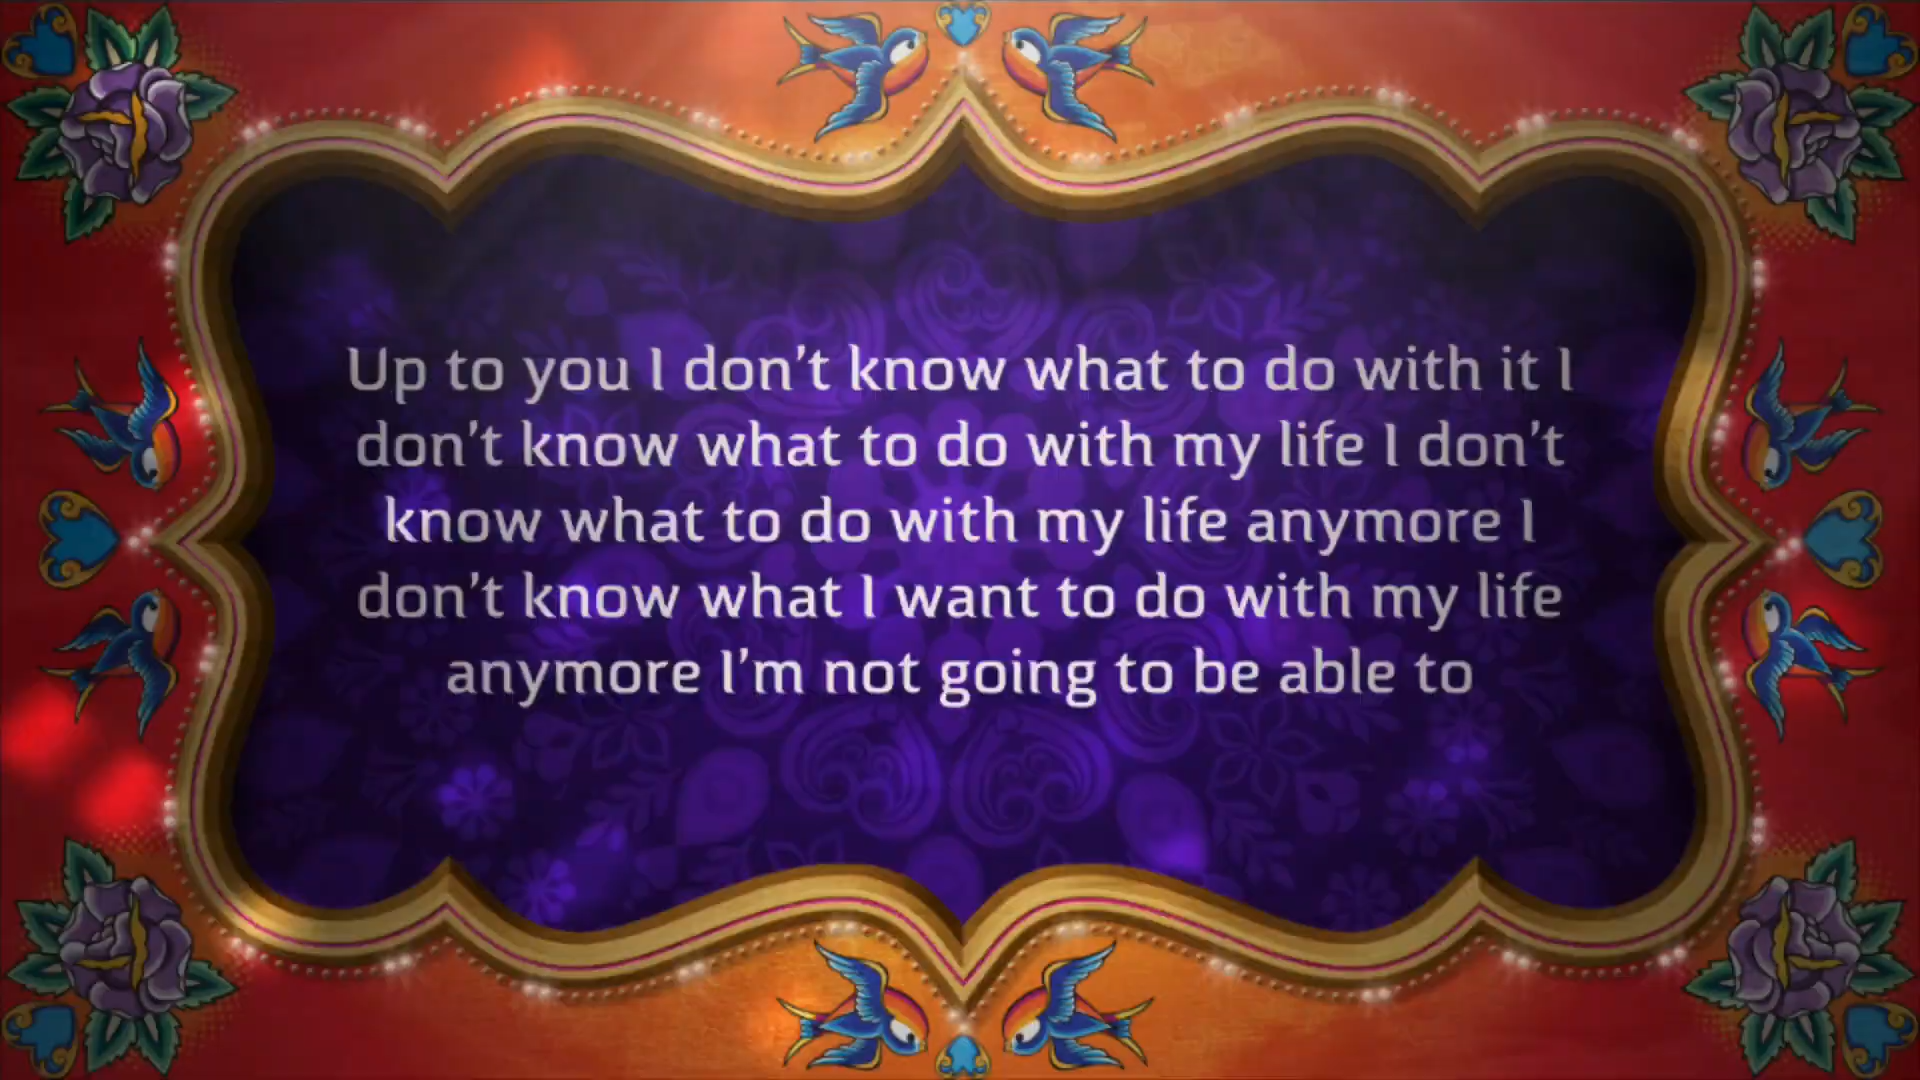 Up to you I don’t know what to do with it I
don’t know what to do with my life I don’t
know what to do with my life anymore I
don’t know what I want to do with my life
anymore I’m not going to be able to